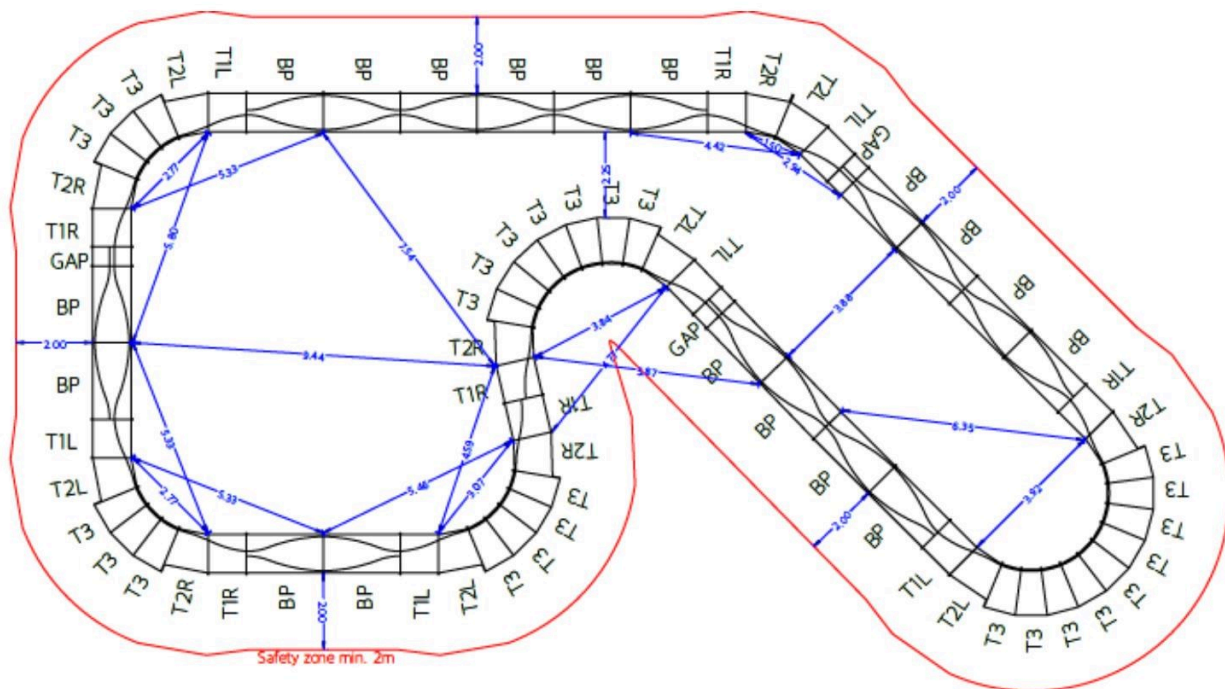 T2L
T1L
BP
BP
BP
BP
BP
BP
T1R
T2R
T2L
T1L
GAP
BP
BP
BP
BP
T1R
T2R
T3
T3
T3
T3
T3
T3
T3
T3
T3
T2L
T1L
BP
BP
BP
BP
GAP
T1L
T2L
T3
T3
T3
T3
T3
T3
T3
T2R
T1R
T1R
T2R
T3
T3
T3
T3
T2L
T1L
BP
BP
T1R
T2R
T3
T3
T3
T2L
T1L
BP
BP
GAP
T1R
T2R
T3
T3
T3
2.00
2.77
5.33
5.80
7.54
2.25
4.42
2.94
2.00
3.88
3.84
5.87
9.44
2.00
6.35
5.33
5.33
2.77
5.46
4.59
3.07
3.92
2.00
2.00
Safety zone min. 2m